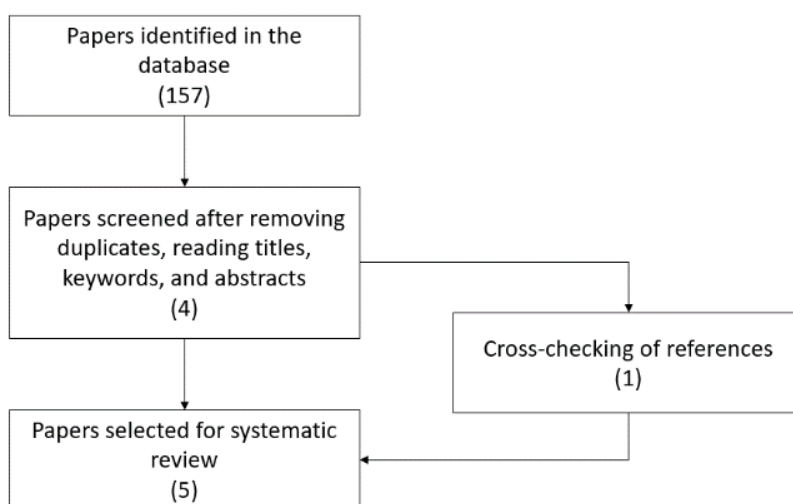 Papers identified in the
database
(157)
Papers screened after removing
duplicates, reading titles,
keywords, and abstracts
(4)
Cross-checking of references
(1)
Papers selected for systematic
review
(5)